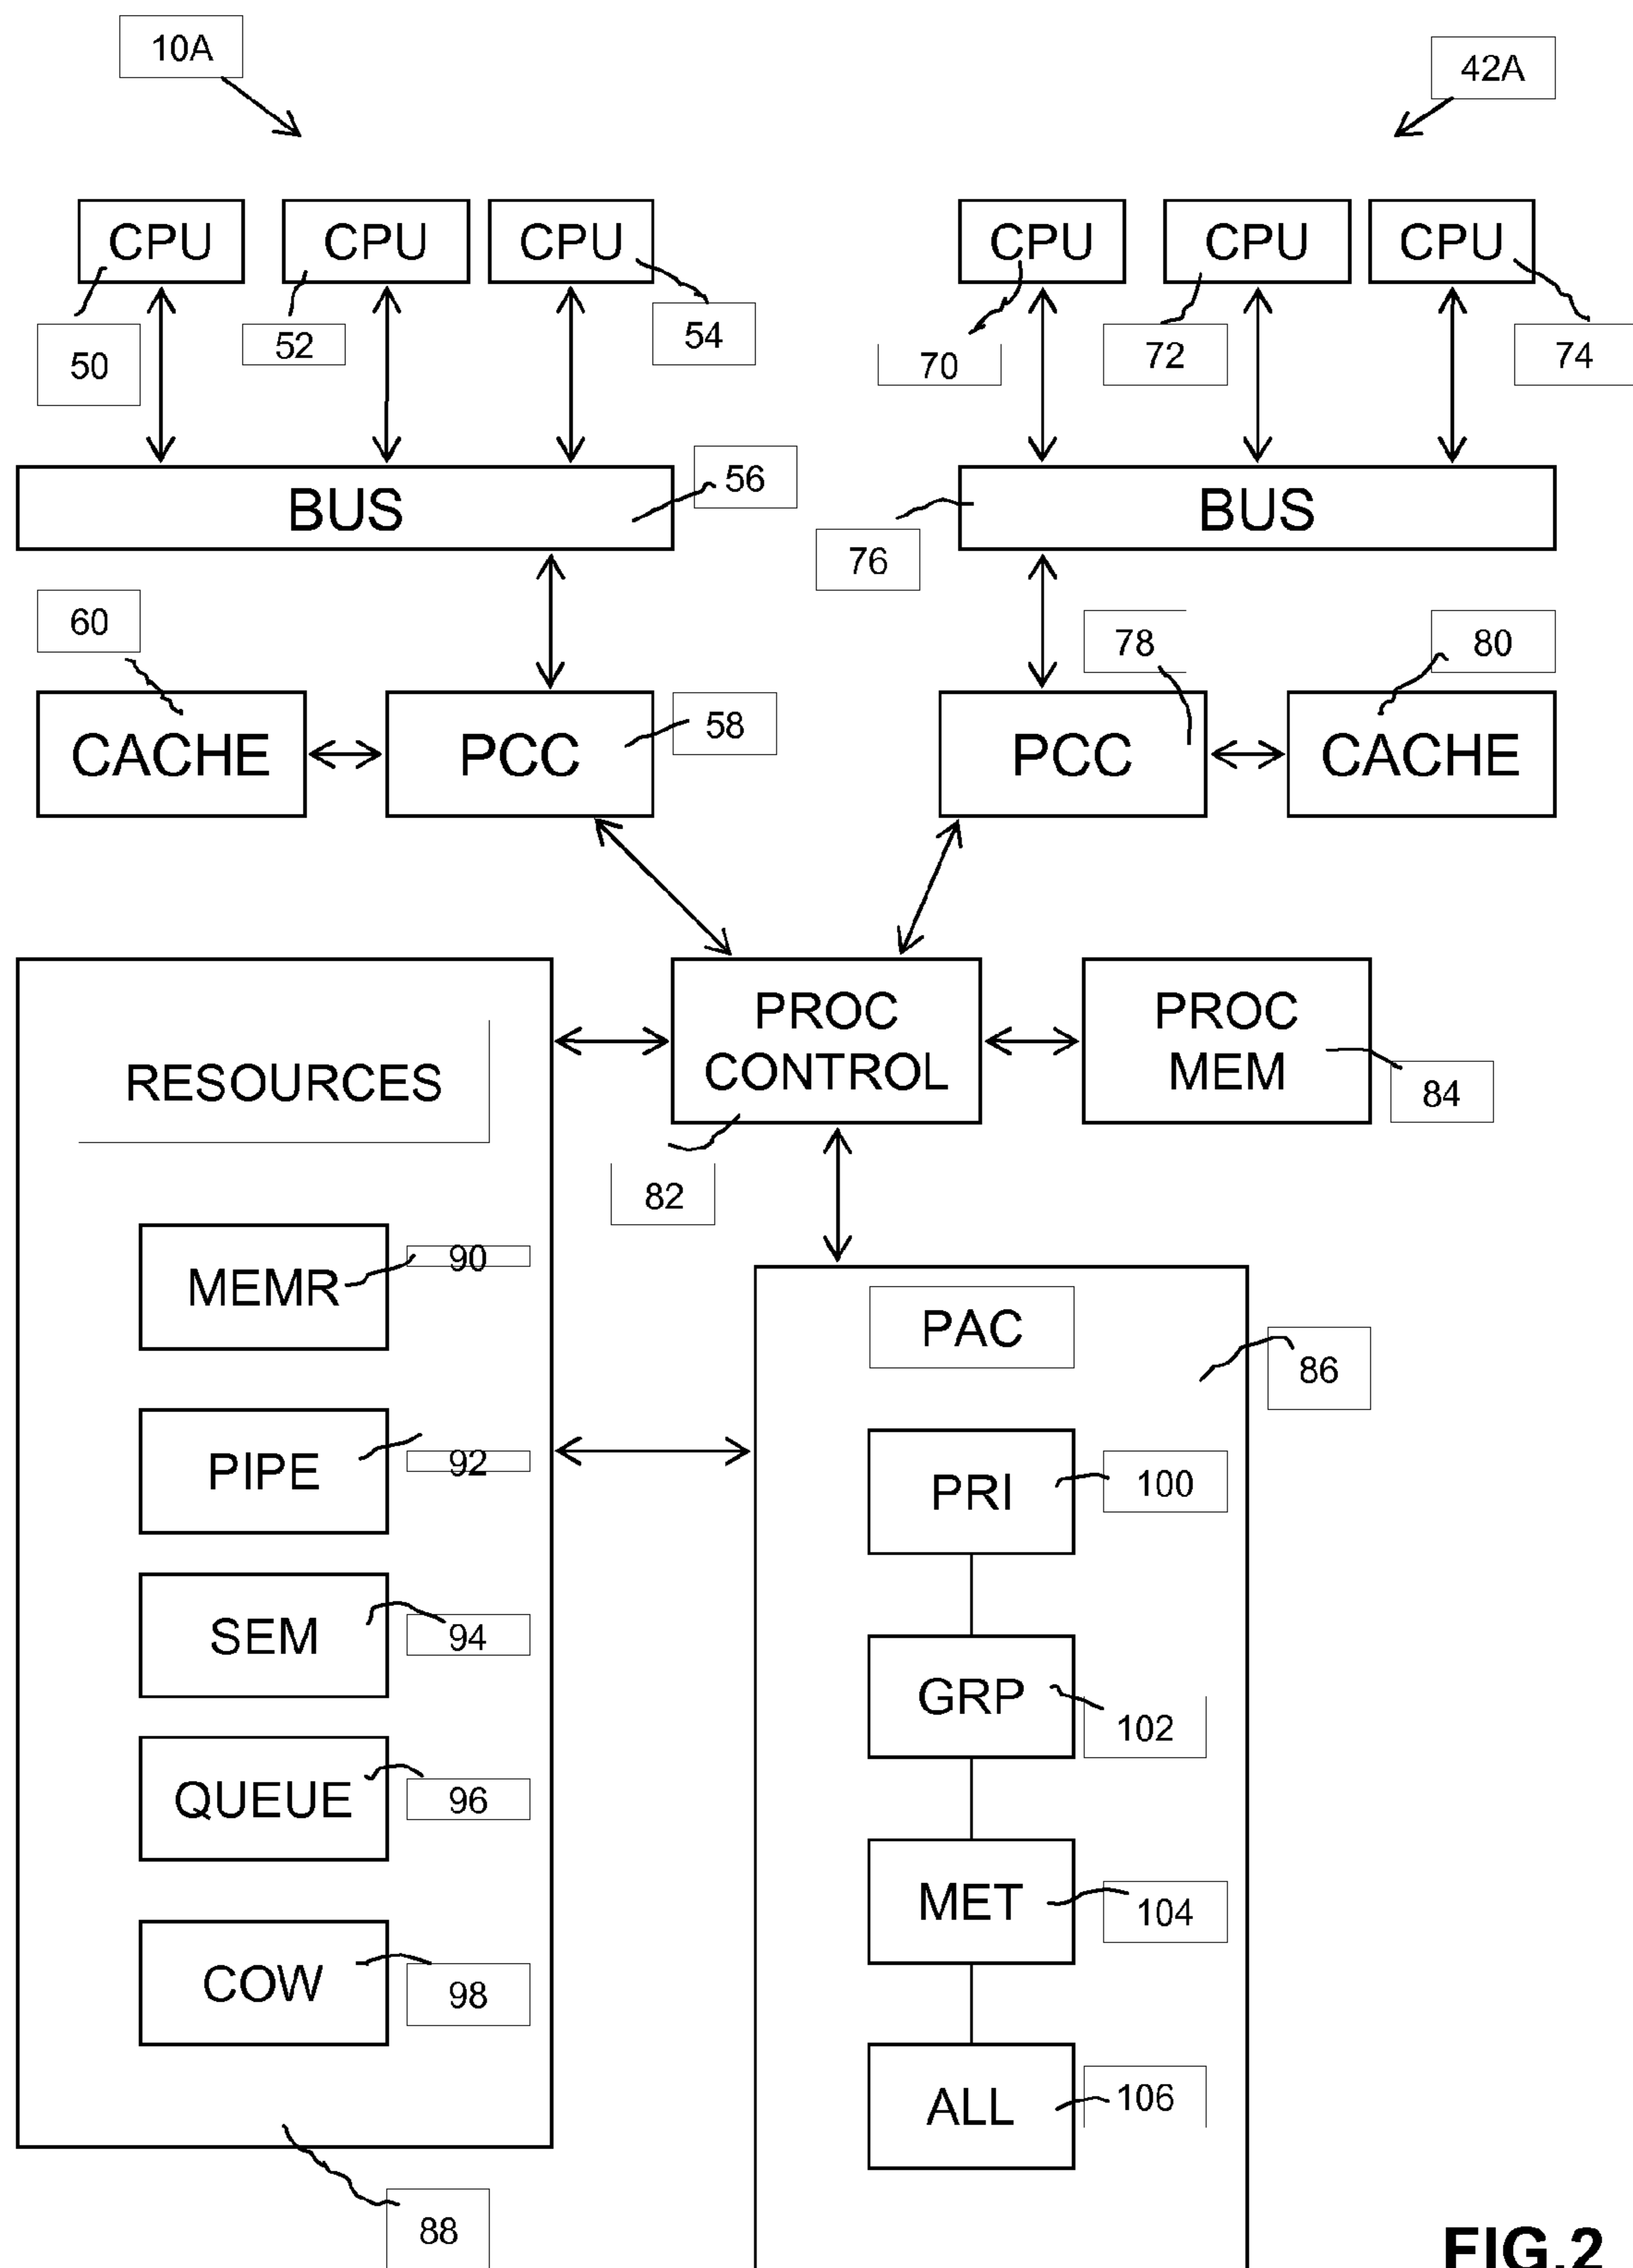 10A
42A
CPU
CPU
CPU
CPU
CPU
CPU
50
52
54
70
72
74
BUS
56
BUS
76
60
78
80
CACHE
PCC
58
PCC
CACHE
RESOURCES
PROC
CONTROL
PROC
MEM
84
82
MEMR
90
PAC
86
PIPE
92
PRI
100
SEM
94
GRP
102
QUEUE
96
MET
104
COW
98
ALL
106
88
FIG.2